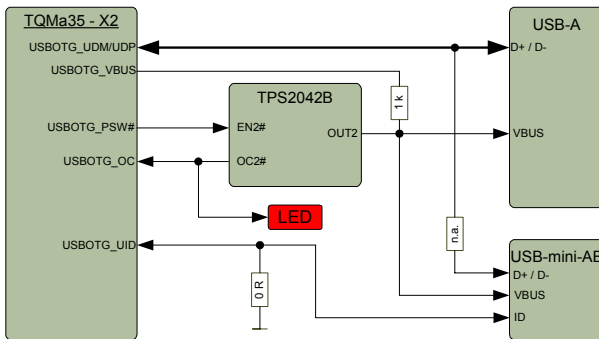 TQMa35 - X2
USBOTG_UDM/UDP
USBOTG_VBUS
USBOTG_PSW#
USBOTG_OC
USBOTG_UID
TPS2042B
EN2#
OUT2
OC2#
1 k
LED
0 R
n.a.
USB-A
D+ / D-
VBUS
USB-mini-AB
D+ / D-
VBUS
ID